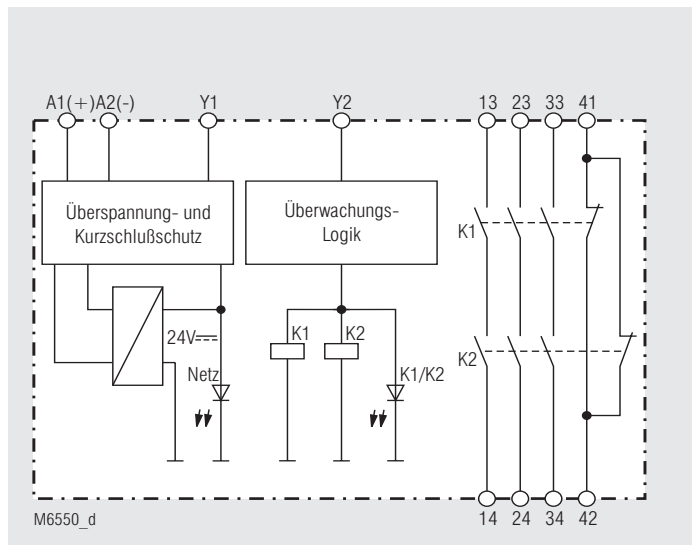 A1(+) A2(-) Y1 Y2 13 23 33 41
Überspannung- und
Kurzschlußschutz
Überwachungs-
Logik
K1
24V
K1 K2
K2
Netz
K1/K2
14 24 34 42
M6550_d